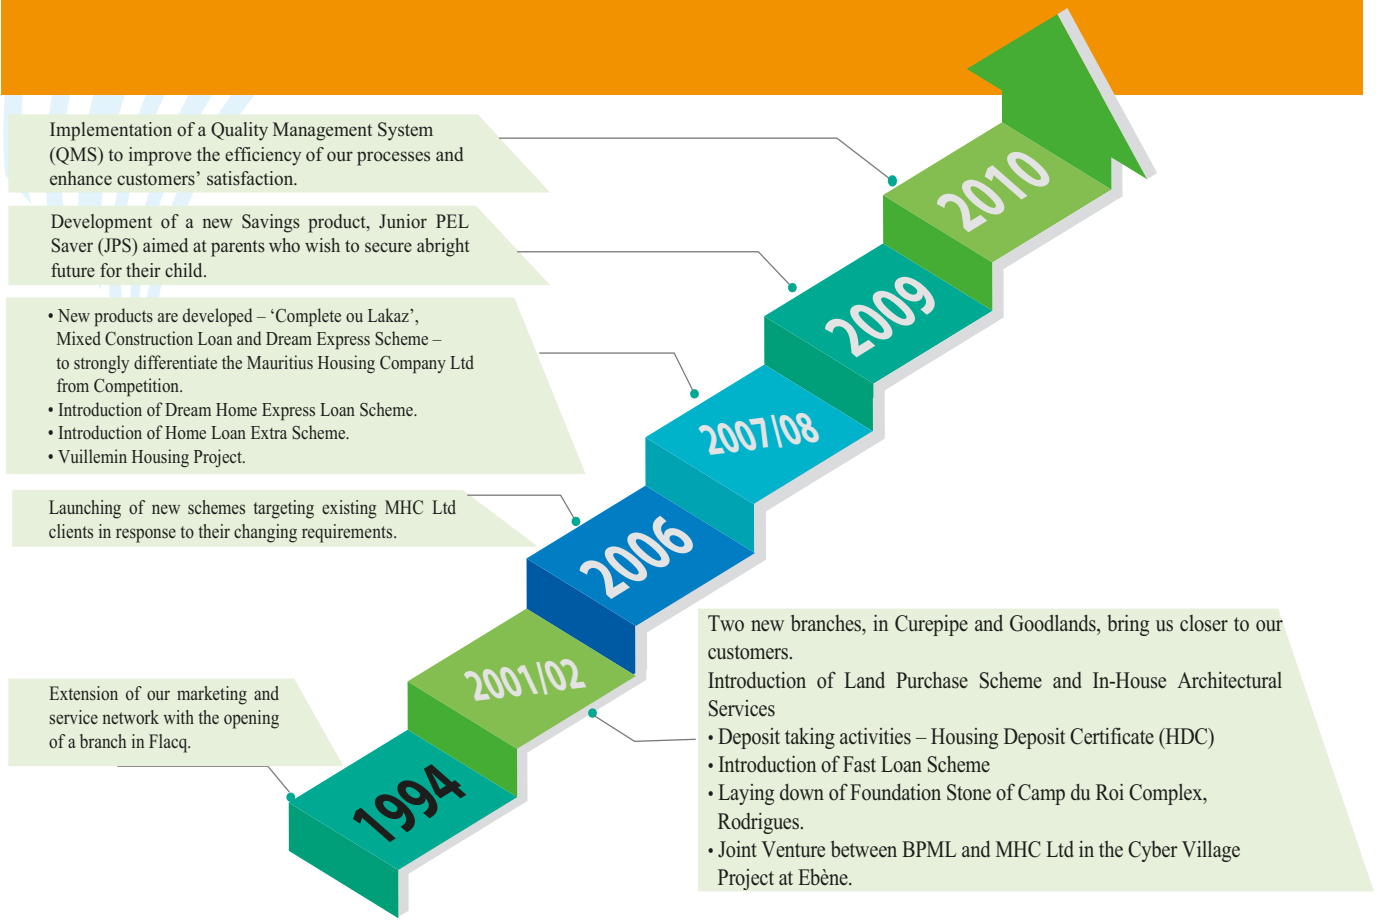 Implementation of a Quality Management System
(QMS) to improve the efficiency of our processes and
enhance customers’ satisfaction.
2010
Development of a new Savings product, Junior PEL
Saver (JPS) aimed at parents who wish to secure abright
future for their child.
2009
• New products are developed – ‘Complete ou Lakaz’,
Mixed Construction Loan and Dream Express Scheme –
to strongly differentiate the Mauritius Housing Company Ltd
from Competition.
• Introduction of Dream Home Express Loan Scheme.
• Introduction of Home Loan Extra Scheme.
• Vuillemin Housing Project.
2007/08
Launching of new schemes targeting existing MHC Ltd
clients in response to their changing requirements.
2006
Two new branches, in Curepipe and Goodlands, bring us closer to our
customers.
Introduction of Land Purchase Scheme and In-House Architectural
Services
• Deposit taking activities – Housing Deposit Certificate (HDC)
• Introduction of Fast Loan Scheme
• Laying down of Foundation Stone of Camp du Roi Complex,
Rodrigues.
• Joint Venture between BPML and MHC Ltd in the Cyber Village
Project at Ebène.
2001/02
Extension of our marketing and
service network with the opening
of a branch in Flacq.
1994